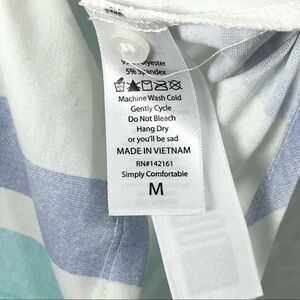 5% Spandex
Machine Wash Cold
Gently Cycle
Do Not Bleach
Hang Dry
or you'll be sad
MADE IN VIETNAM
RN#142161
Simply Comfortable
M